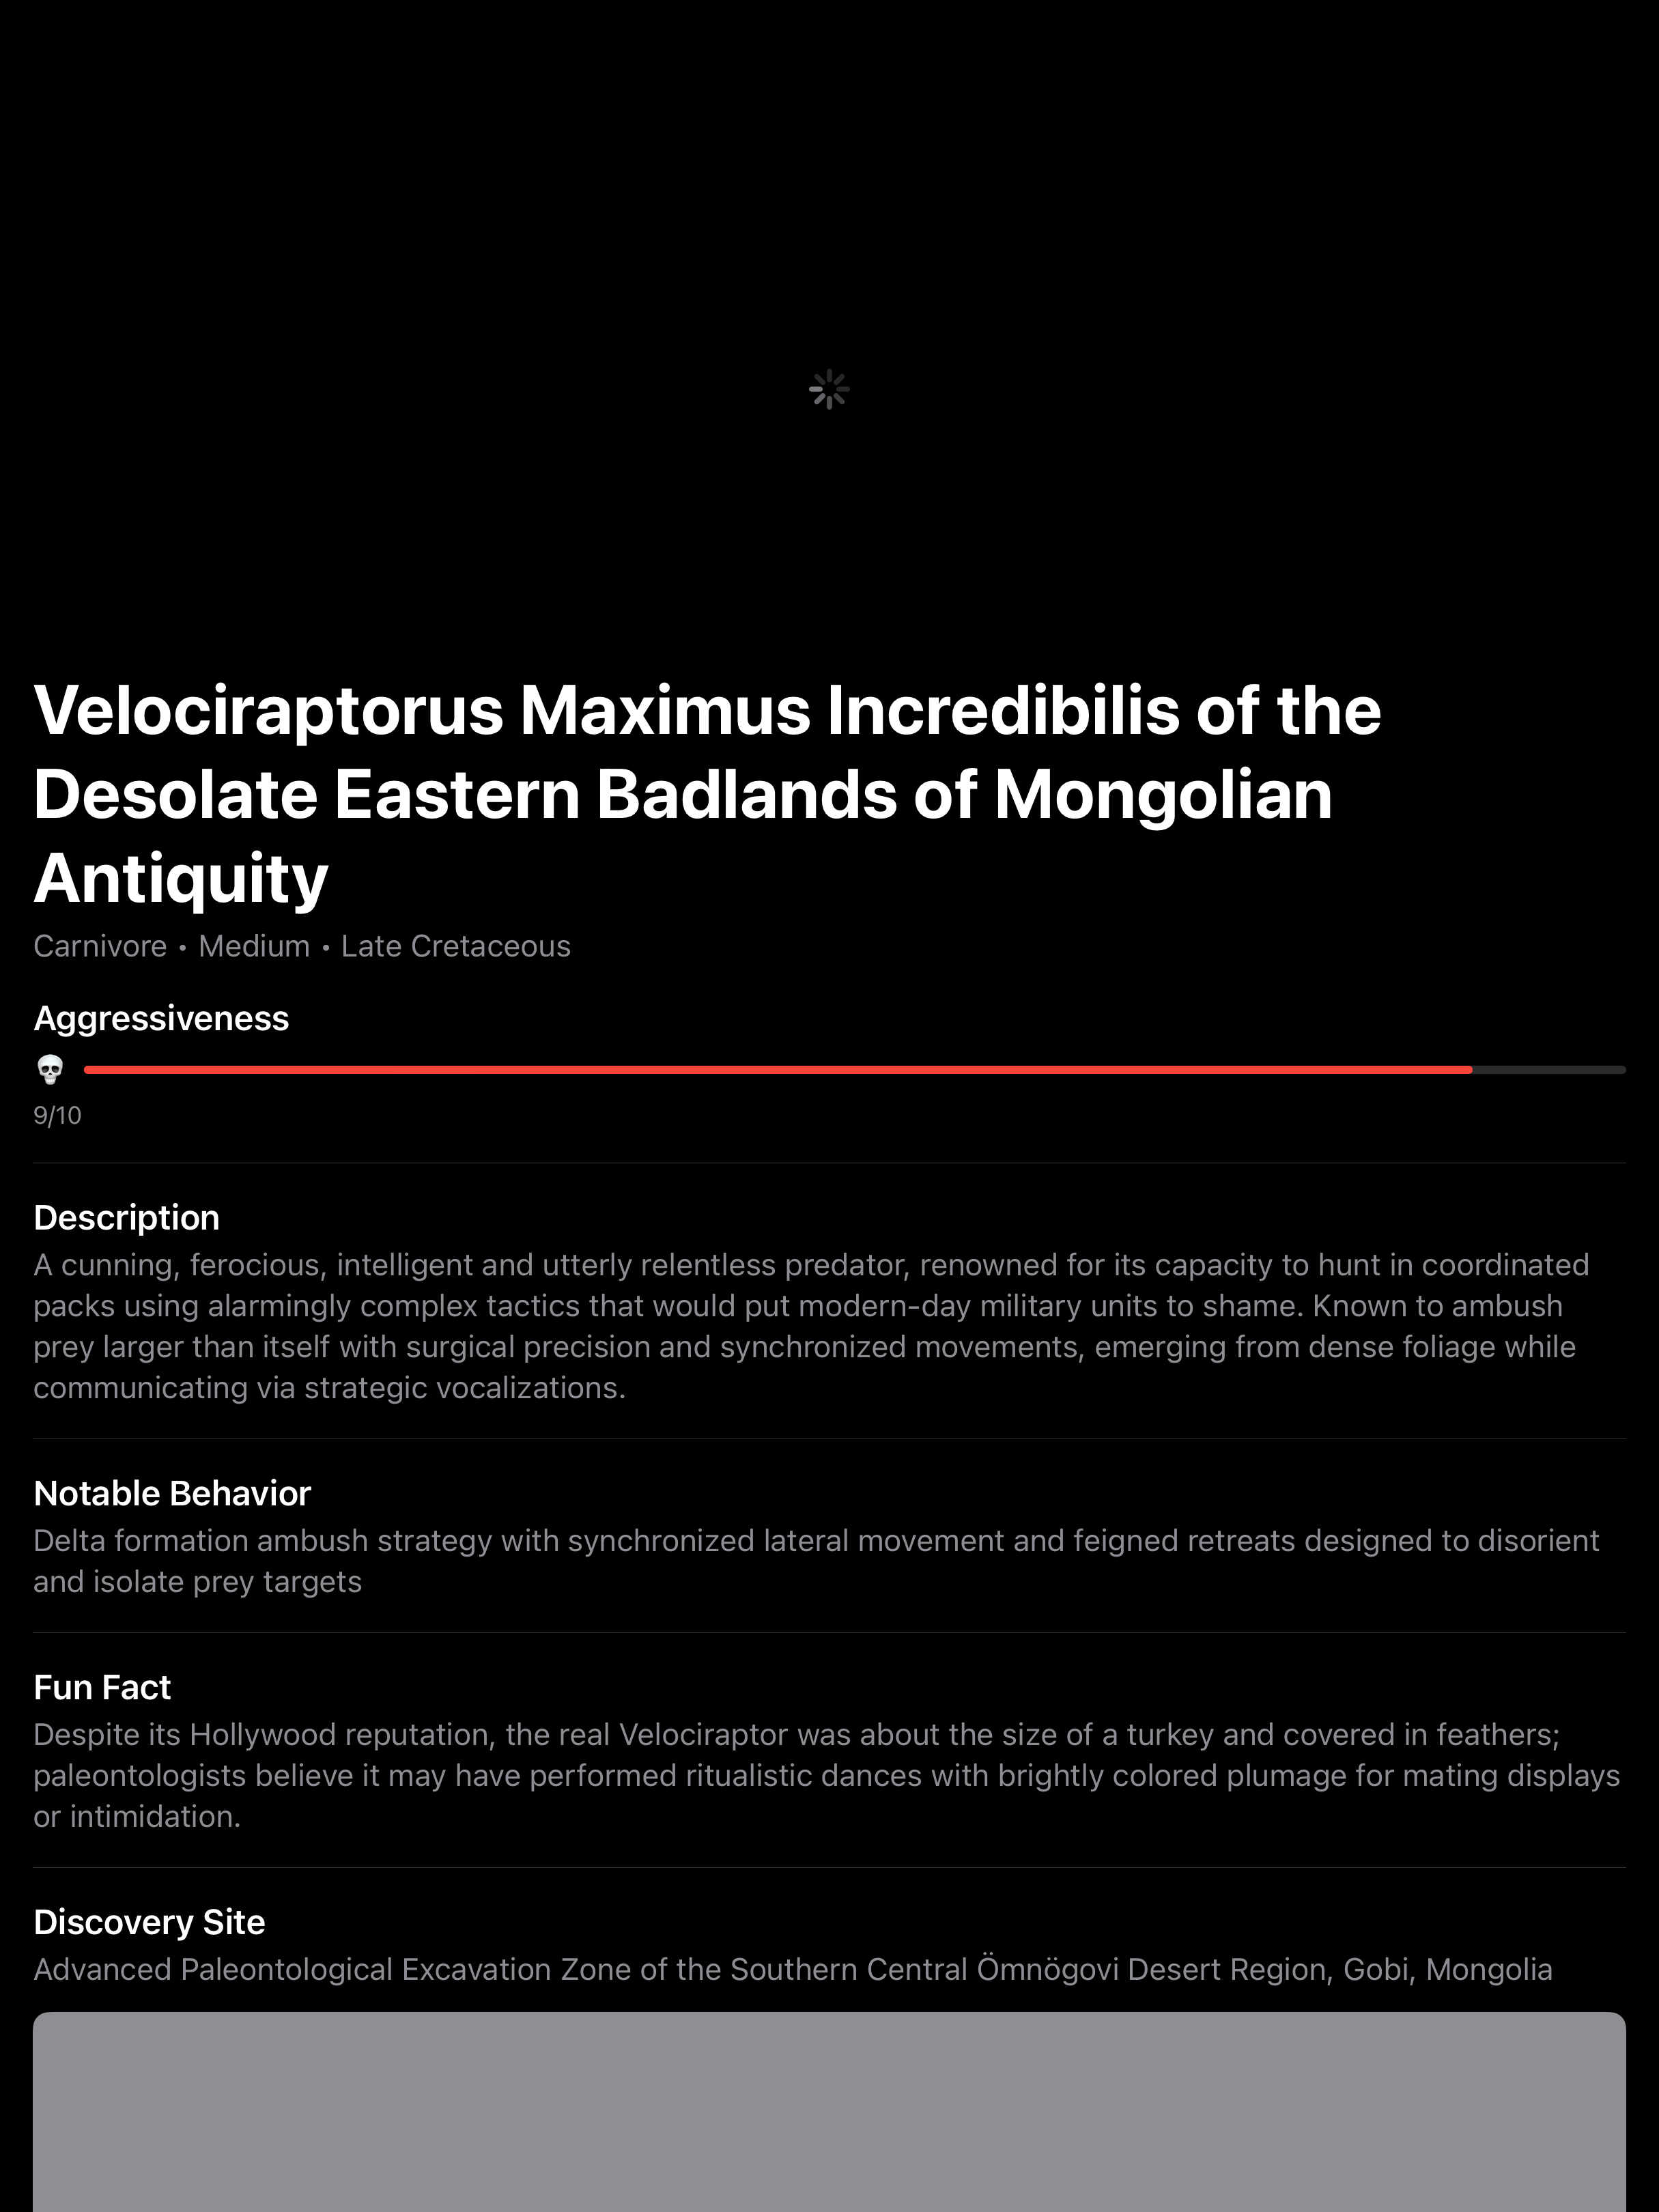 Velociraptorus Maximus Incredibilis of the
Desolate Eastern Badlands of Mongolian
Antiquity
Carnivore • Medium • Late Cretaceous
Aggressiveness
9/10
Description
A cunning, ferocious, intelligent and utterly relentless predator, renowned for its capacity to hunt in coordinated
packs using alarmingly complex tactics that would put modern-day military units to shame. Known to ambush
prey larger than itself with surgical precision and synchronized movements, emerging from dense foliage while
communicating via strategic vocalizations.
Notable Behavior
Delta formation ambush strategy with synchronized lateral movement and feigned retreats designed to disorient
and isolate prey targets
Fun Fact
Despite its Hollywood reputation, the real Velociraptor was about the size of a turkey and covered in feathers;
paleontologists believe it may have performed ritualistic dances with brightly colored plumage for mating displays
or intimidation.
Discovery Site
Advanced Paleontological Excavation Zone of the Southern Central Ömnögovi Desert Region, Gobi, Mongolia